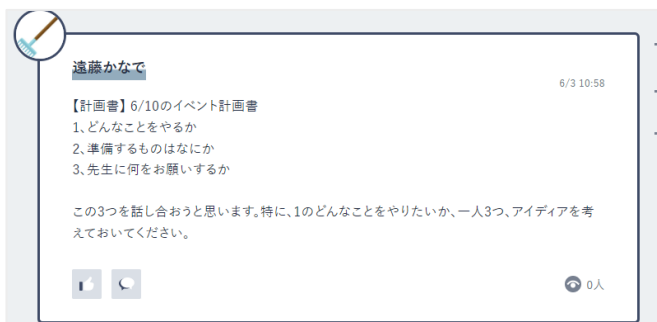 遠藤かなで
6/3 10:58
【計画書】 6/10のイベント計画書
1、どんなことをやるか
2、準備するものはなにか
3、先生に何をお願いするか
この3つを話し合おうと思います。特に、1のどんなことをやりたいか、一人3つ、アイディアを考
えておいてください。
0人